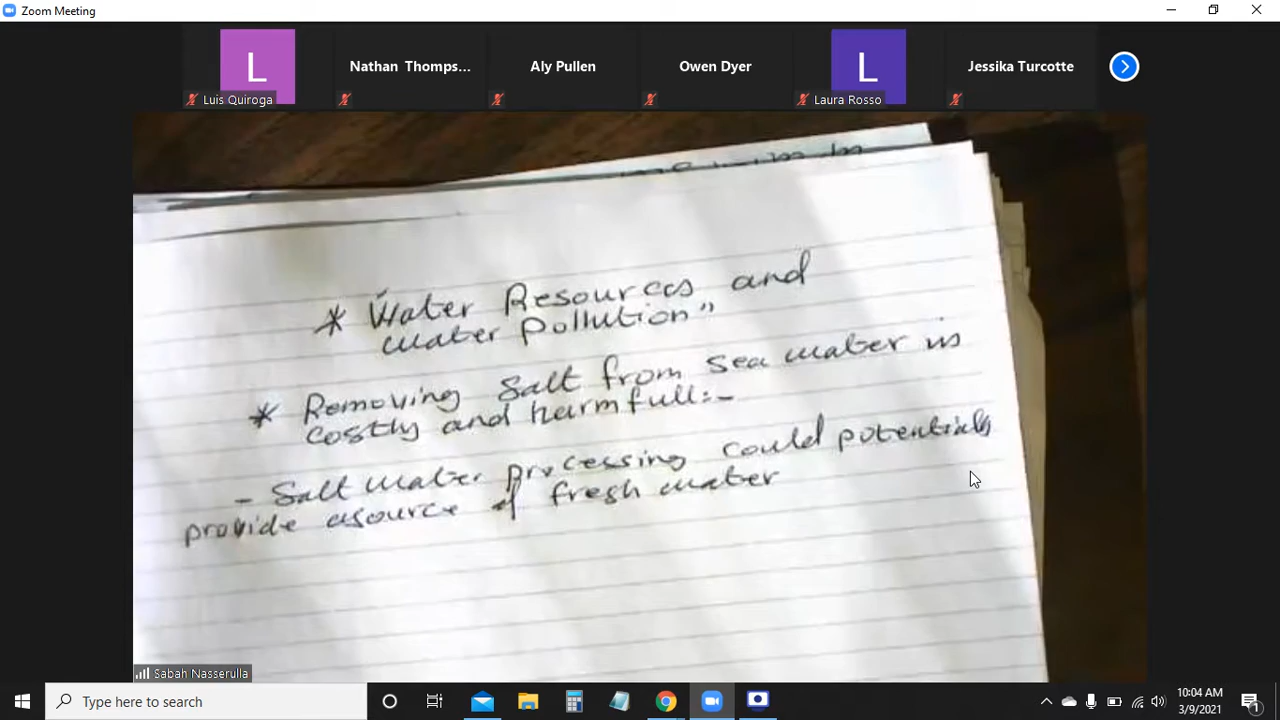 Zoom Meeting
L
Luis Quiroga
Nathan Thomps...
Aly Pullen
Owen Dyer
L
Laura Rosso
Jessika Turcotte
* "Water Resources and
water Pollution"
* Removing Salt from Sea water is
costly and harmfull:-
- Salt water processing could potentially
provide a source of fresh water
Sabah Nasserulla
Type here to search
10:04 AM
3/9/2021
1